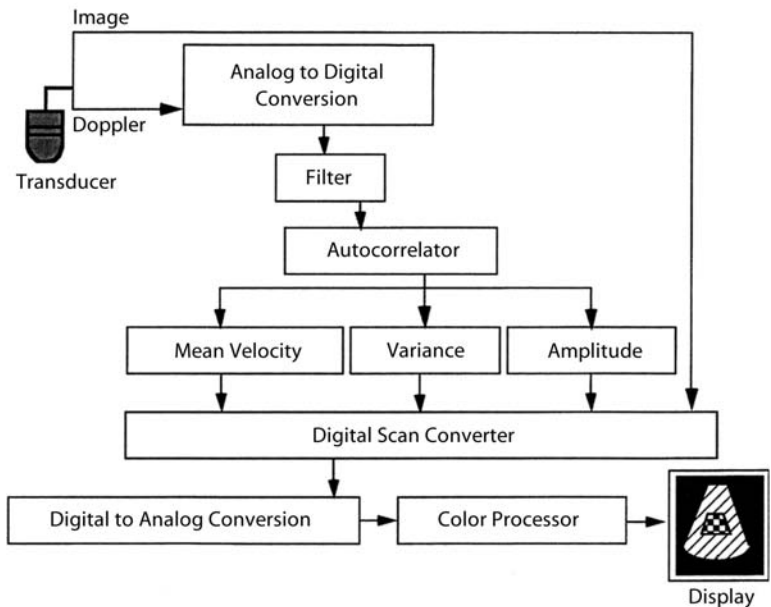 Image
Analog to Digital
Conversion
Doppler
Transducer
Filter
Autocorrelator
Mean Velocity
Variance
Amplitude
Digital Scan Converter
Digital to Analog Conversion
Color Processor
Display